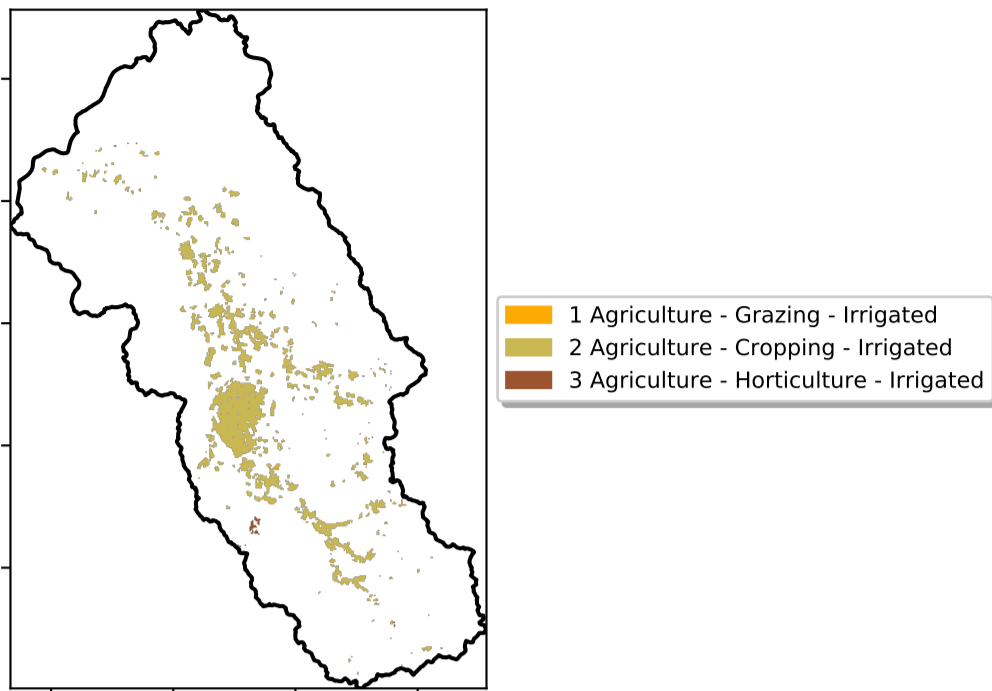 1 Agriculture - Grazing - Irrigated
2 Agriculture - Cropping - Irrigated
3 Agriculture - Horticulture - Irrigated